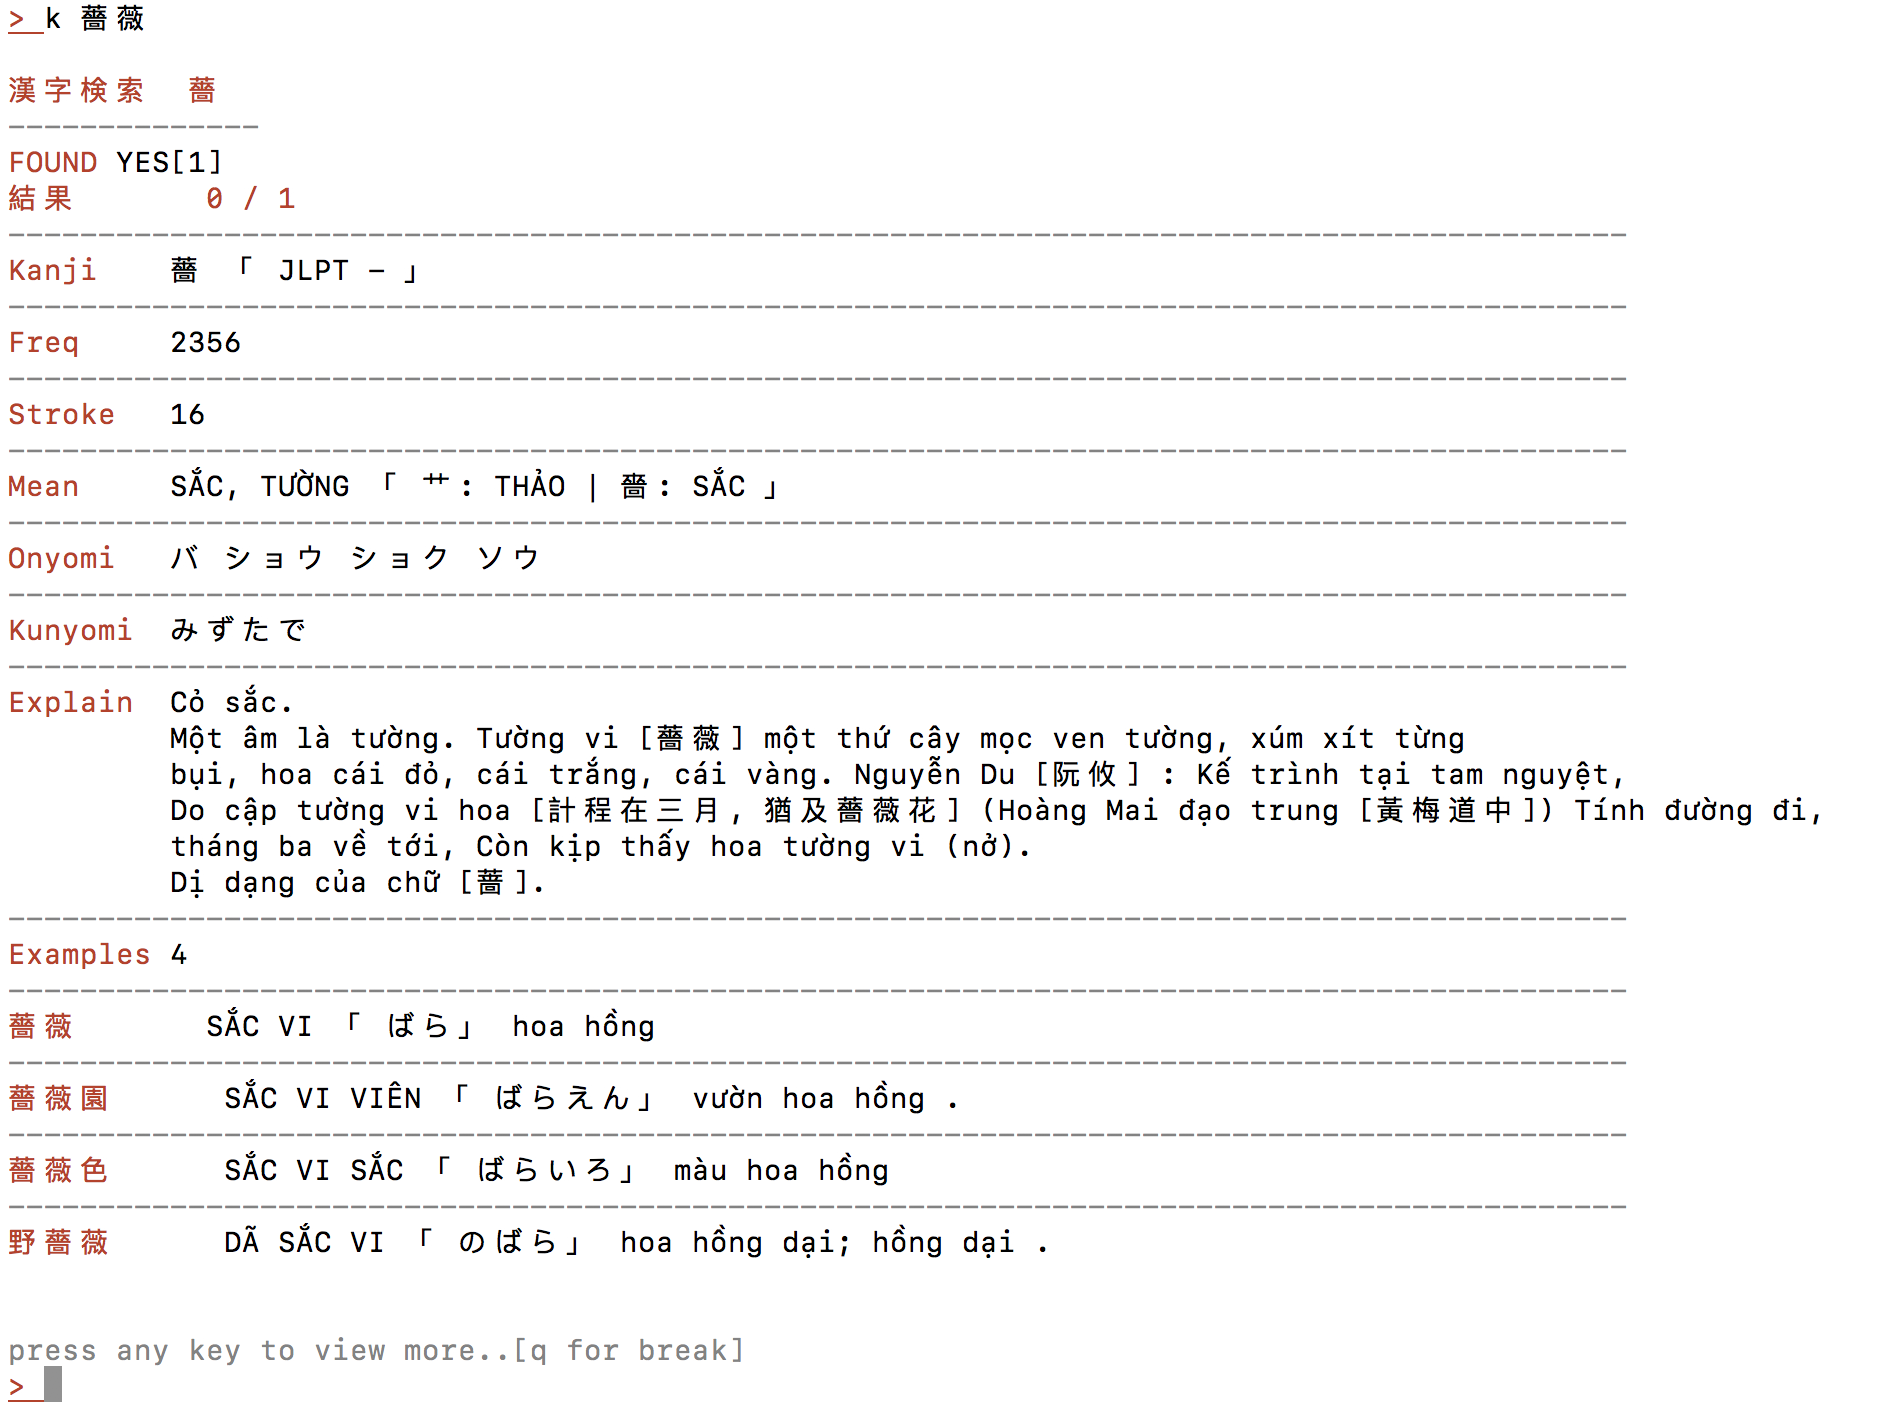 > k 薔薇
漢字検索 薔
--------------
FOUND YES[1]
結果 0 / 1
Kanji 薔 「 JLPT - 」
Freq 2356
Stroke 16
Mean SẮC, TƯỜNG 「 艹: THẢO | 嗇: SẮC 」
Onyomi バ ショウ ショク ソウ
Kunyomi みずたで
Explain Cỏ sắc.
Một âm là tường. Tường vi [薔薇] một thứ cây mọc ven tường, xúm xít từng
bụi, hoa cái đỏ, cái trắng, cái vàng. Nguyễn Du [阮攸] : Kế trình tại tam nguyệt,
Do cập tường vi hoa [計程在三月, 猶及薔薇花] (Hoàng Mai đạo trung [黃梅道中]) Tính đường đi,
tháng ba về tới, Còn kịp thấy hoa tường vi (nở).
Dị dạng của chữ [蔷].
Examples 4
薔薇 SẮC VI 「 ばら」 hoa hồng
薔薇園 SẮC VI VIÊN 「 ばらえん」 vườn hoa hồng .
薔薇色 SẮC VI SẮC 「 ばらいろ」 màu hoa hồng
野薔薇 DÃ SẮC VI 「 のばら」 hoa hồng dại; hồng dại .
press any key to view more..[q for break]
>